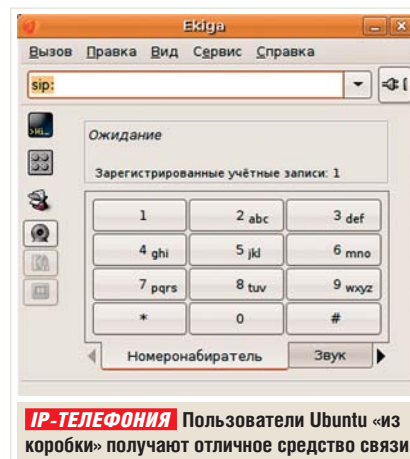 Ekiga
Вызов Правка Вид Сервис Справка
sip:
Ожидание
Зарегистрированные учётные записи: 1
1 2 abc 3 def
4 ghi 5 jkl 6 mno
7 pqrs 8 tuv 9 wxyz
* 0 #
Номеронабиратель Звук
IP-ТЕЛЕФОНИЯ Пользователи Ubuntu «из
коробки» получают отличное средство связи